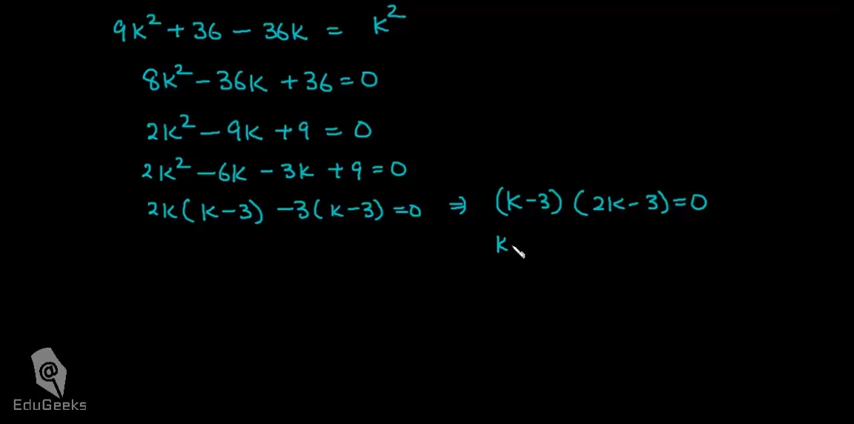 9k² + 36 - 36k = k²
8k² - 36k + 36 = 0
2k² - 9k + 9 = 0
2k² - 6k - 3k + 9 = 0
2k(k-3) -3(k-3) = 0 ⇒ (k-3)(2k-3) = 0
k
@
EduGeeks